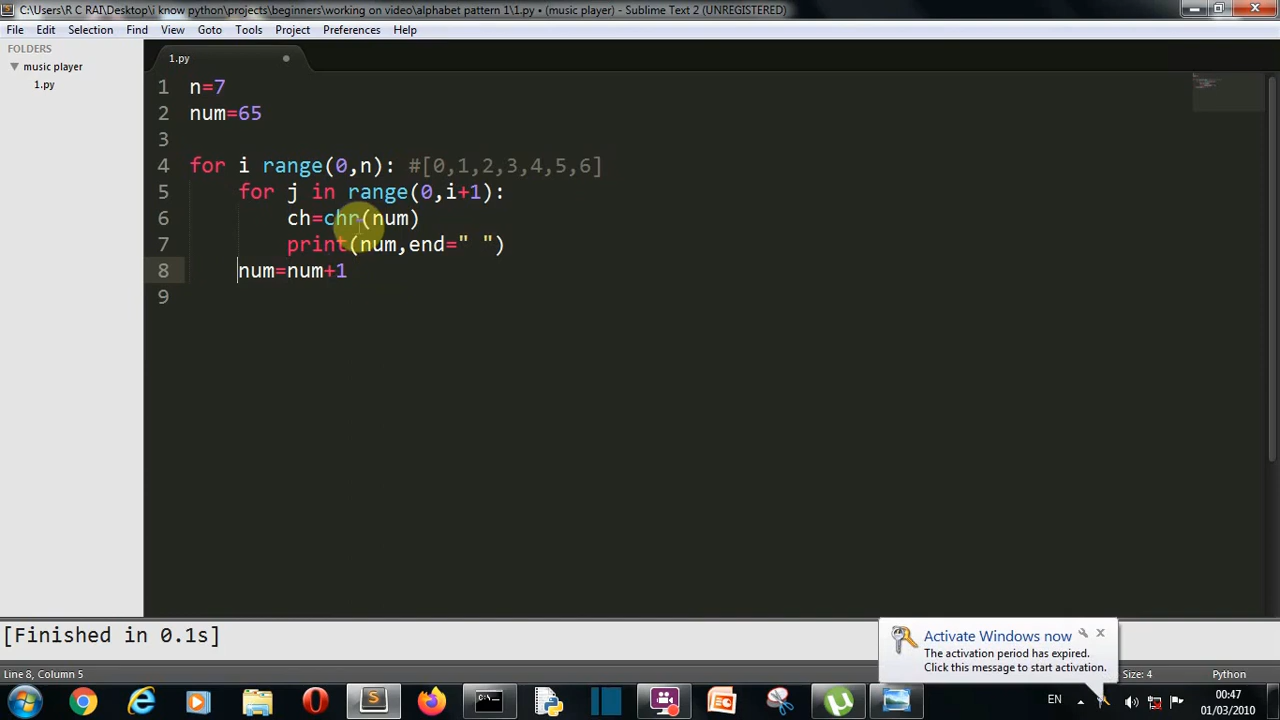 C:\Users\R C RAI\Desktop\i know python\projects\beginners\working on video\alphabet pattern 1\1.py • (music player) - Sublime Text 2 (UNREGISTERED)
File Edit Selection Find View Goto Tools Project Preferences Help
FOLDERS
music player
1.py
1.py
1 n=7
2 num=65
3
4 for i range(0,n): #[0,1,2,3,4,5,6]
5 for j in range(0,i+1):
6 ch=chr(num)
7 print(num,end=" ")
8 num=num+1
9
[Finished in 0.1s]
Activate Windows now
The activation period has expired.
Click this message to start activation.
Line 8, Column 5
Size: 4
Python
EN
00:47
01/03/2010